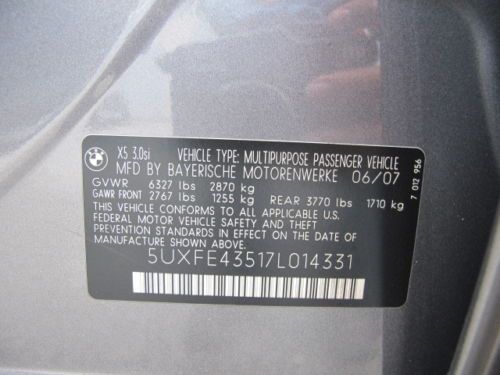 X5 3.0si VEHICLE TYPE: MULTIPURPOSE PASSENGER VEHICLE
MFD BY BAYERISCHE MOTORENWERKE 06/07
GVWR 6327 lbs 2870 kg
GAWR FRONT 2767 lbs 1255 kg REAR 3770 lbs 1710 kg
THIS VEHICLE CONFORMS TO ALL APPLICABLE U.S.
FEDERAL MOTOR VEHICLE SAFETY, BUMPER AND THEFT
PREVENTION STANDARDS IN EFFECT ON THE DATE OF
MANUFACTURE SHOWN ABOVE.
5UXFE43517L014331
7 012 956